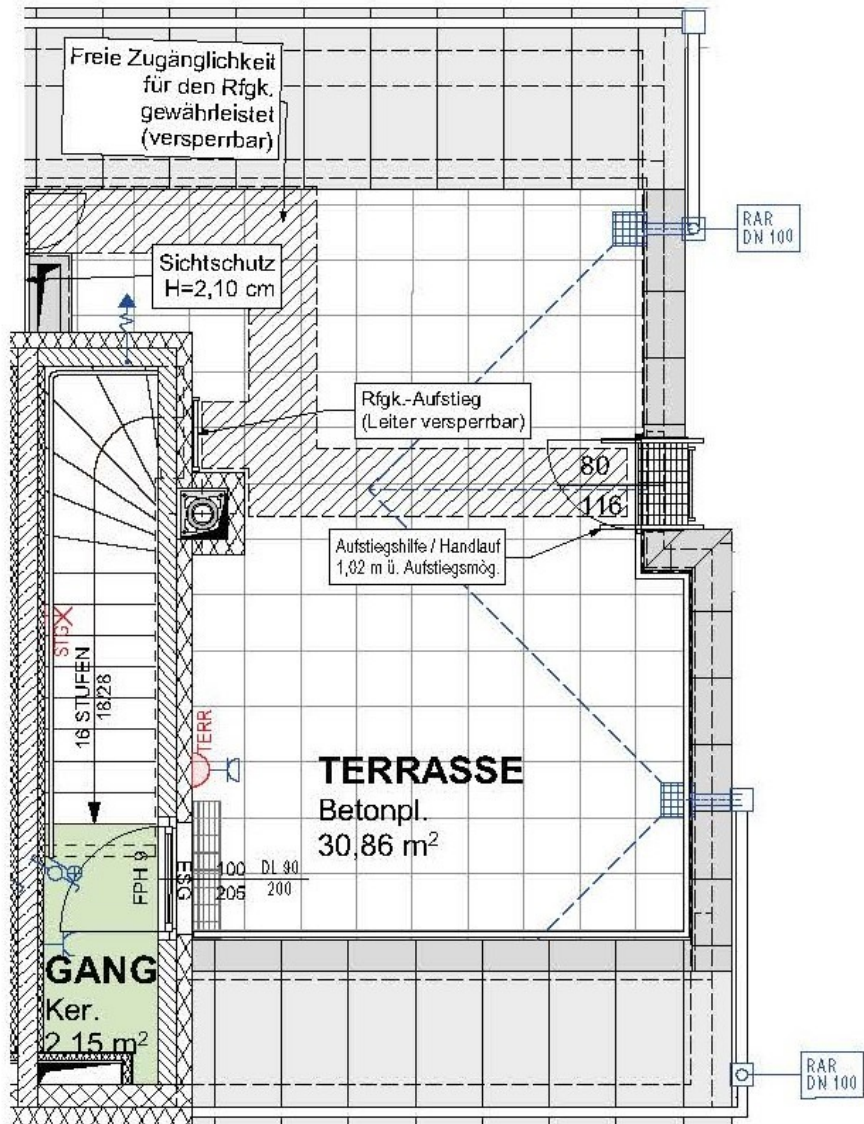 Freie Zugänglichkeit
für den Rfgk.
gewährleistet
(versperrbar)
RAR
DN 100
Sichtschutz
H=2,10 cm
Rfgk.-Aufstieg
(Leiter versperrbar)
80
116
Aufstiegshilfe / Handlauf
1,02 m ü. Aufstiegsmög.
STG
16 STUFEN
18/28
TERR
TERRASSE
Betonpl.
30,86 m²
FPH 9
ESG
100 DL 90
205 200
GANG
Ker.
2,15 m²
RAR
DN 100